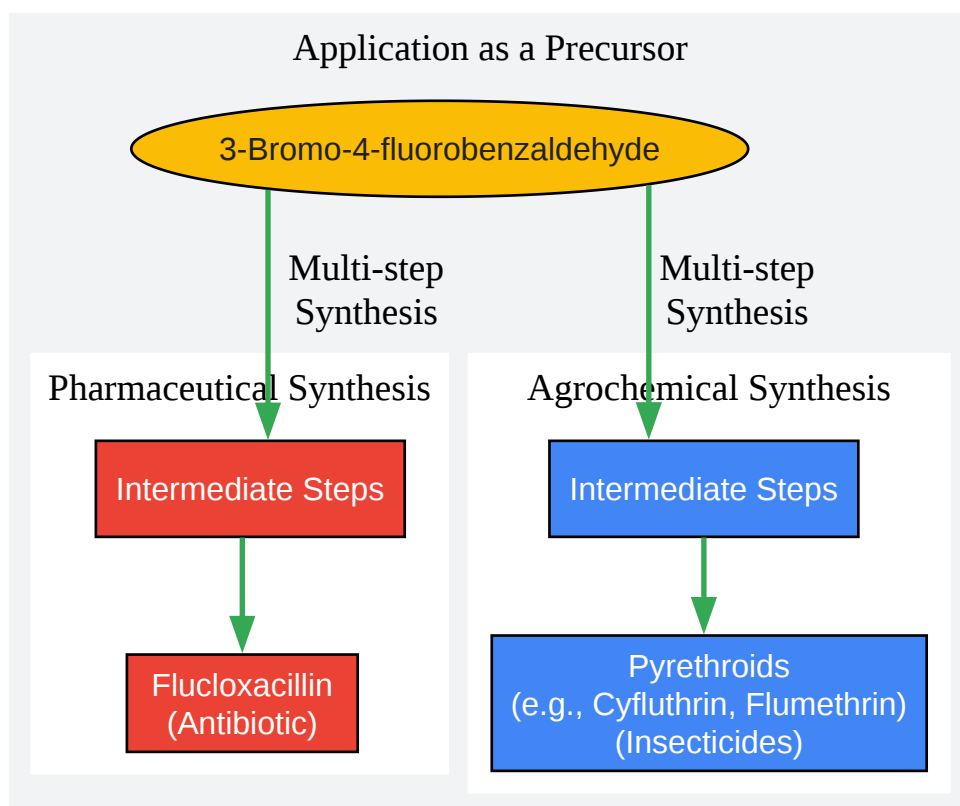 Application as a Precursor
3-Bromo-4-fluorobenzaldehyde
Multi-step
Synthesis
Multi-step
Synthesis
Pharmaceutical Synthesis
Agrochemical Synthesis
Intermediate Steps
Intermediate Steps
Flucloxacillin
(Antibiotic)
Pyrethroids
(e.g., Cyfluthrin, Flumethrin)
(Insecticides)